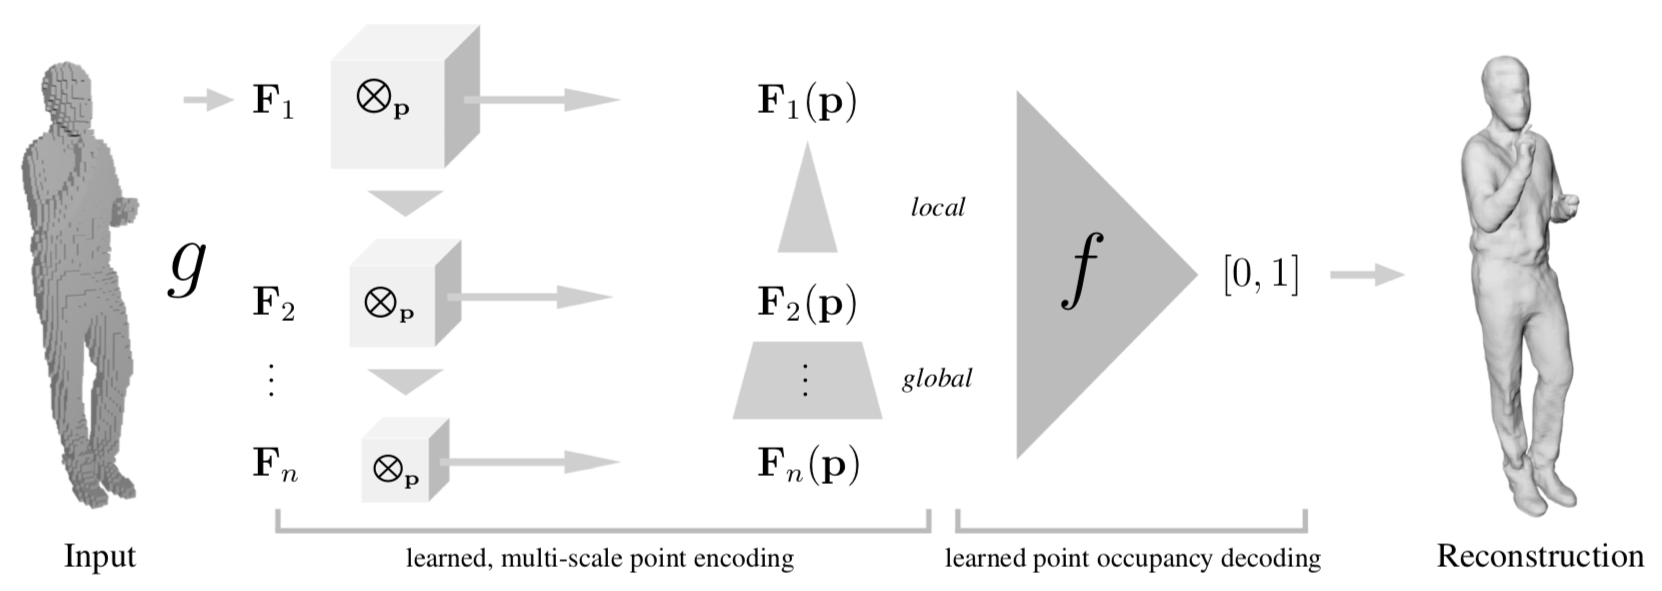 F₁ ⊗ₚ F₁(p)
local
g f [0, 1]
F₂ ⊗ₚ F₂(p)
⋮ ⋮ global
Fₙ ⊗ₚ Fₙ(p)
Input learned, multi-scale point encoding learned point occupancy decoding Reconstruction